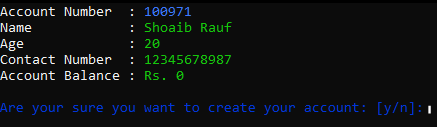 Account Number  : 100971
Name            : Shoaib Rauf
Age             : 20
Contact Number  : 12345678987
Account Balance : Rs. 0
Are your sure you want to create your account: [y/n]: